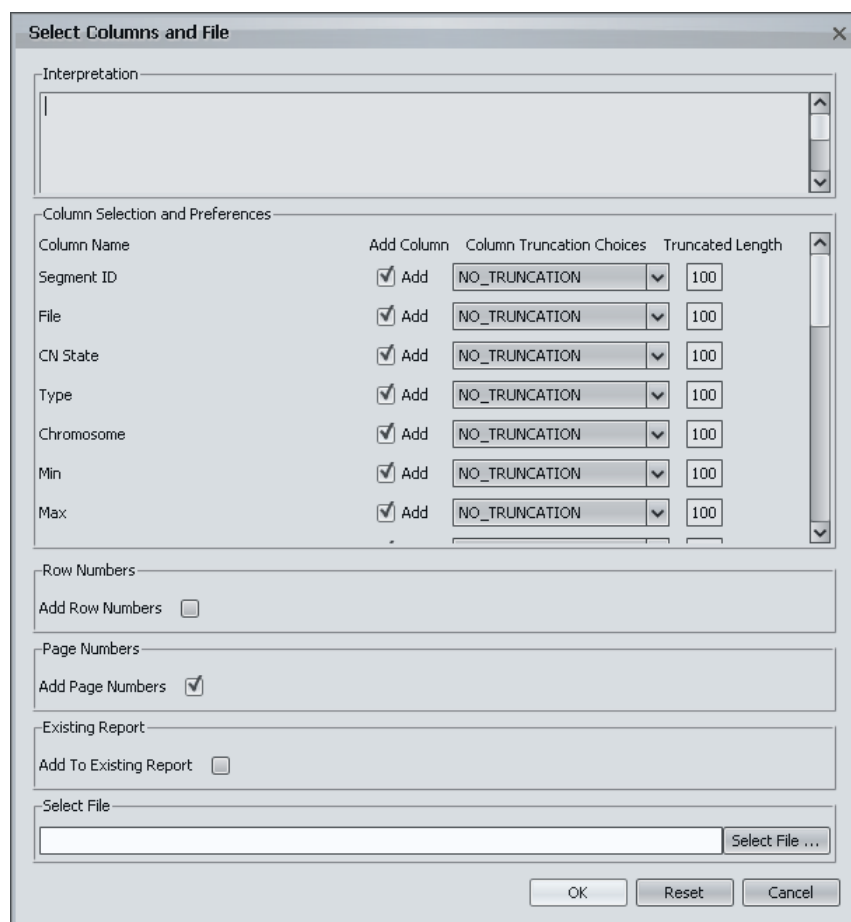 Select Columns and File
Interpretation
Column Selection and Preferences
Column Name Add Column Column Truncation Choices Truncated Length
Segment ID Add NO_TRUNCATION 100
File Add NO_TRUNCATION 100
CN State Add NO_TRUNCATION 100
Type Add NO_TRUNCATION 100
Chromosome Add NO_TRUNCATION 100
Min Add NO_TRUNCATION 100
Max Add NO_TRUNCATION 100
Row Numbers
Add Row Numbers
Page Numbers
Add Page Numbers
Existing Report
Add To Existing Report
Select File
Select File ...
OK Reset Cancel